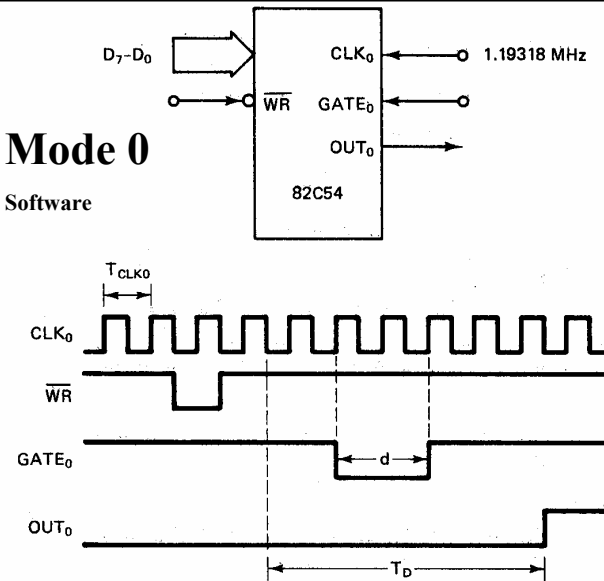 D7-D0
CLK0
1.19318 MHz
WR
GATE0
OUT0
Mode 0
Software
82C54
TCLK0
CLK0
WR
GATE0
d
OUT0
TD